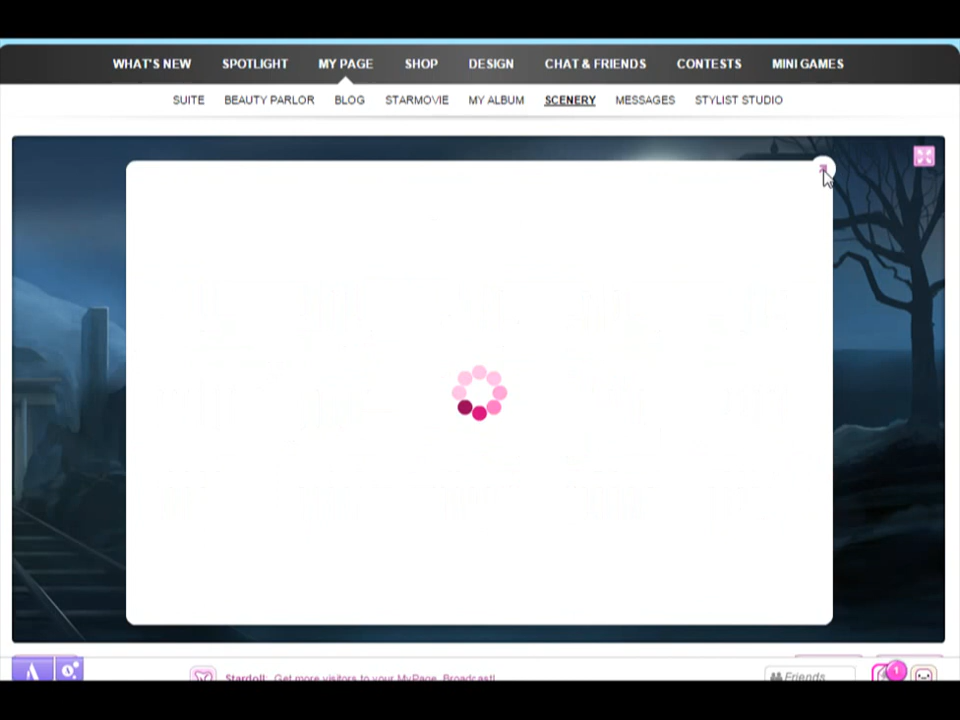 WHAT'S NEW SPOTLIGHT MY PAGE SHOP DESIGN CHAT & FRIENDS CONTESTS MINI GAMES
SUITE BEAUTY PARLOR BLOG STARMOVIE MY ALBUM SCENERY MESSAGES STYLIST STUDIO
Stardoll: Get more visitors to your MyPage. Broadcast! Friends 1